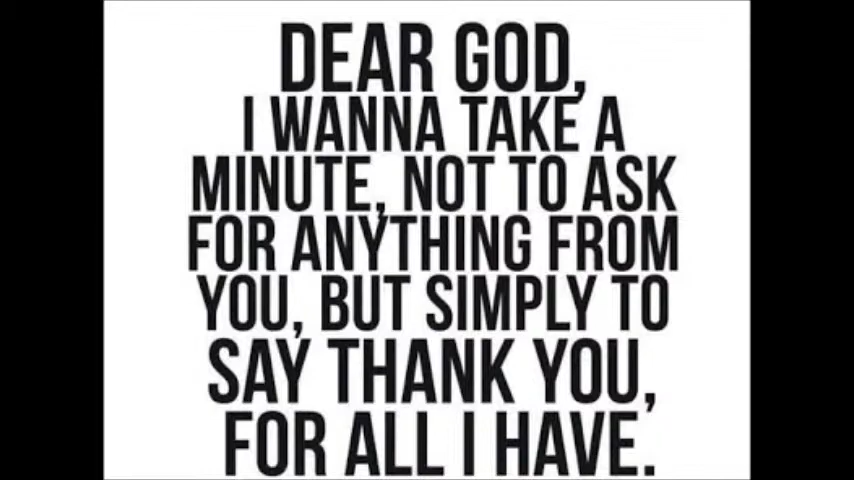 DEAR GOD,
I WANNA TAKE A
MINUTE, NOT TO ASK
FOR ANYTHING FROM
YOU, BUT SIMPLY TO
SAY THANK YOU,
FOR ALL I HAVE.